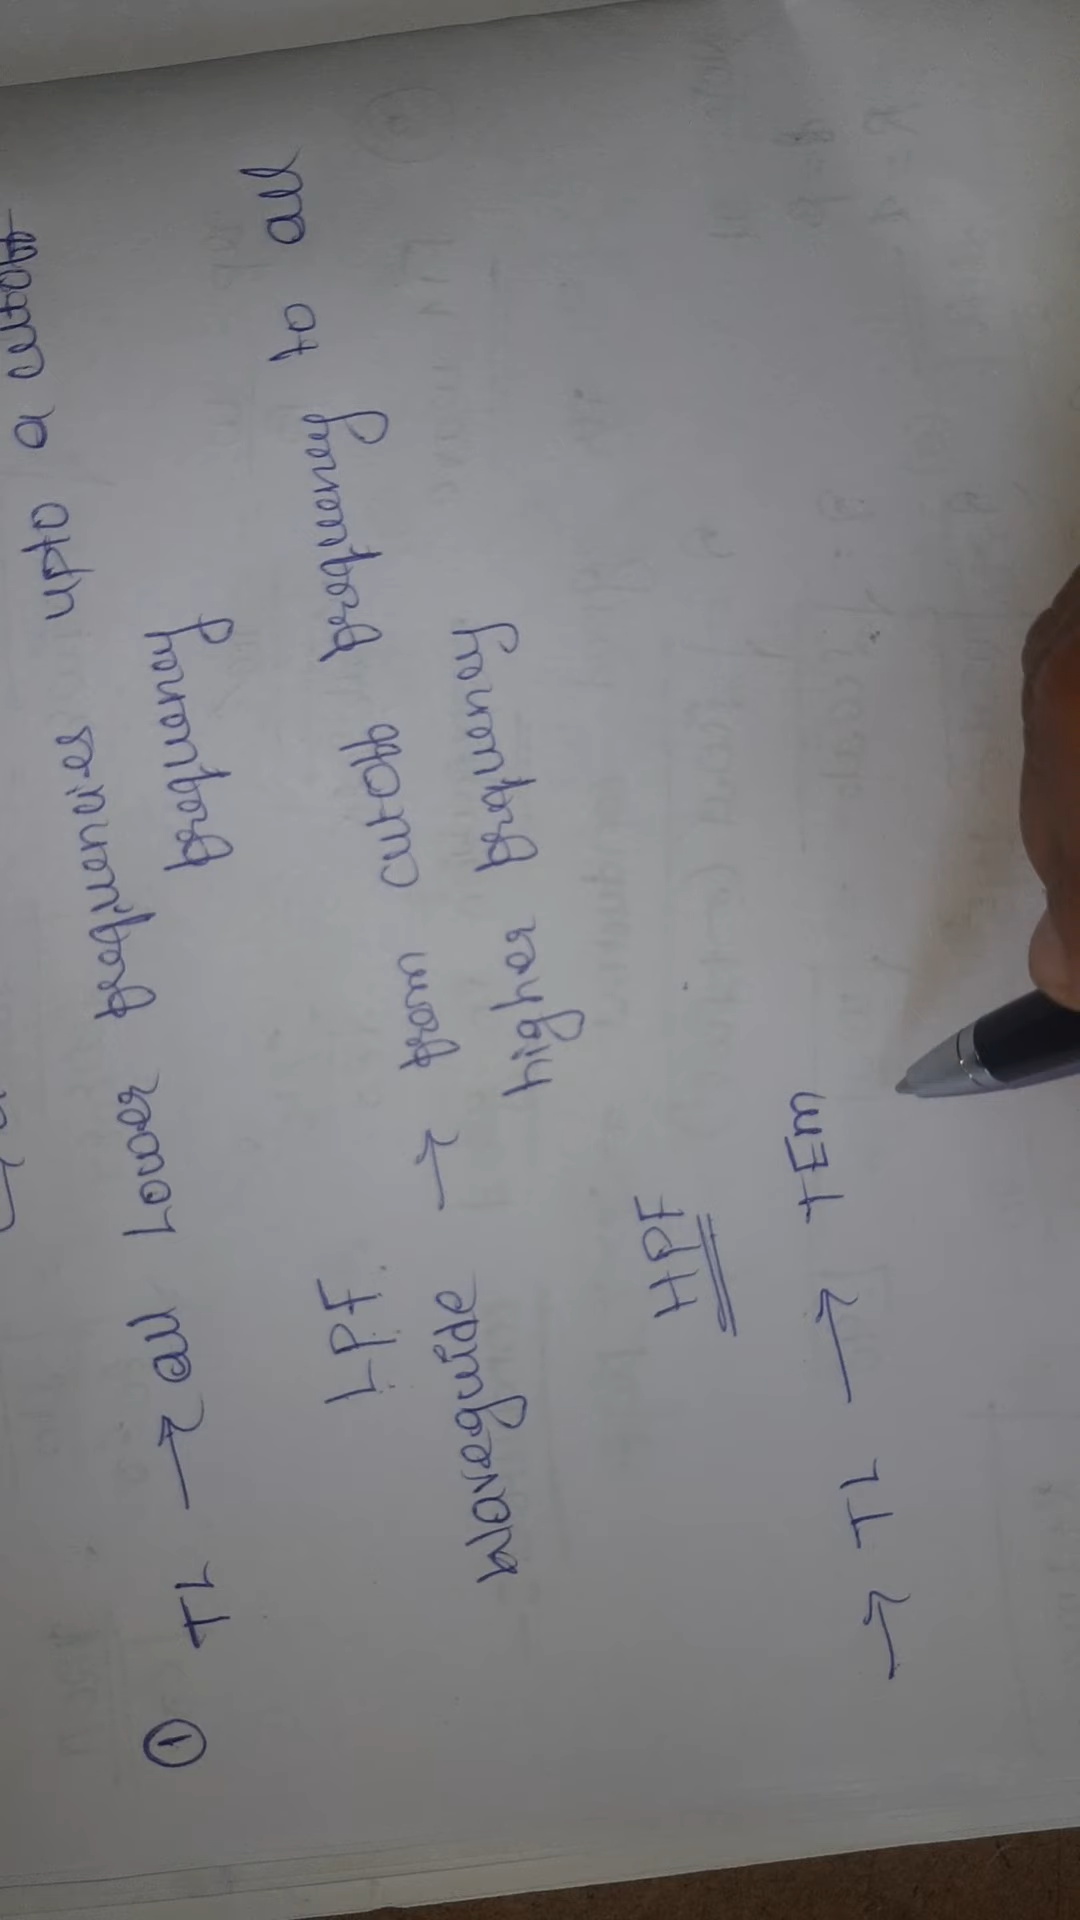 ① TL → all Lower frequencies upto a cutoff
frequency
LPF
Waveguide → from cutoff frequency to all
higher frequency
HPF
→ TL → TEM